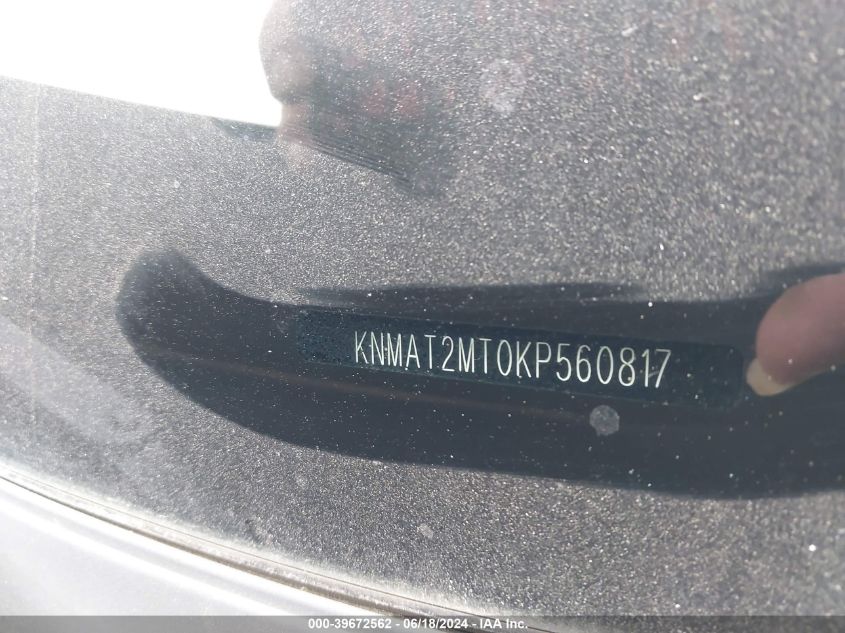 KNMAT2MT0KP560817
000-39672562 - 06/18/2024 - IAA Inc.